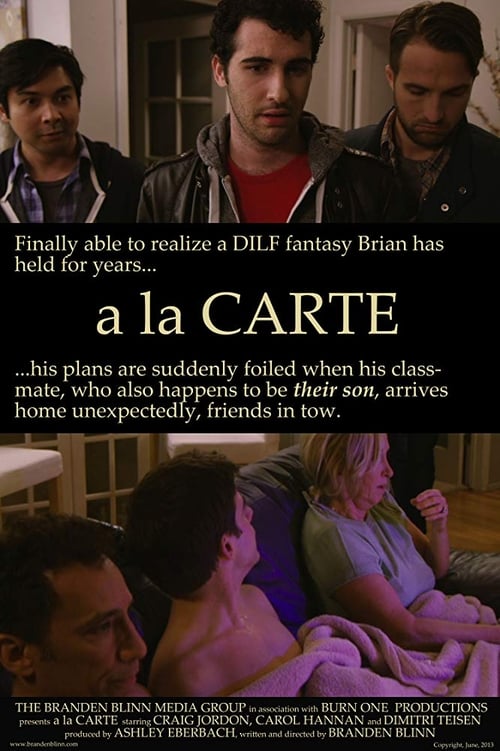 Finally able to realize a DILF fantasy Brian has
held for years...
a la CARTE
...his plans are suddenly foiled when his class-
mate, who also happens to be their son, arrives
home unexpectedly, friends in tow.
THE BRANDEN BLINN MEDIA GROUP in association with BURN ONE PRODUCTIONS
presents a la CARTE starring CRAIG JORDON, CAROL HANNAN and DIMITRI TEISEN
produced by ASHLEY EBERBACH, written and directed by BRANDEN BLINN
www.brandenblinn.com Copyright, June, 2013